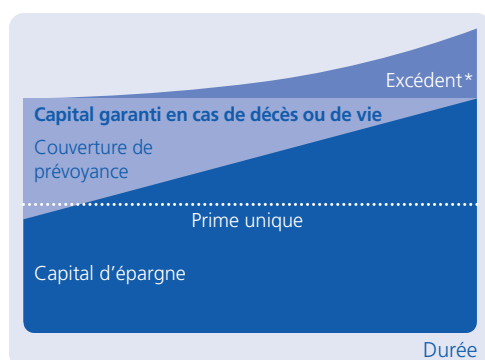 Excédent*
Capital garanti en cas de décès ou de vie
Couverture de
prévoyance
Prime unique
Capital d’épargne
Durée